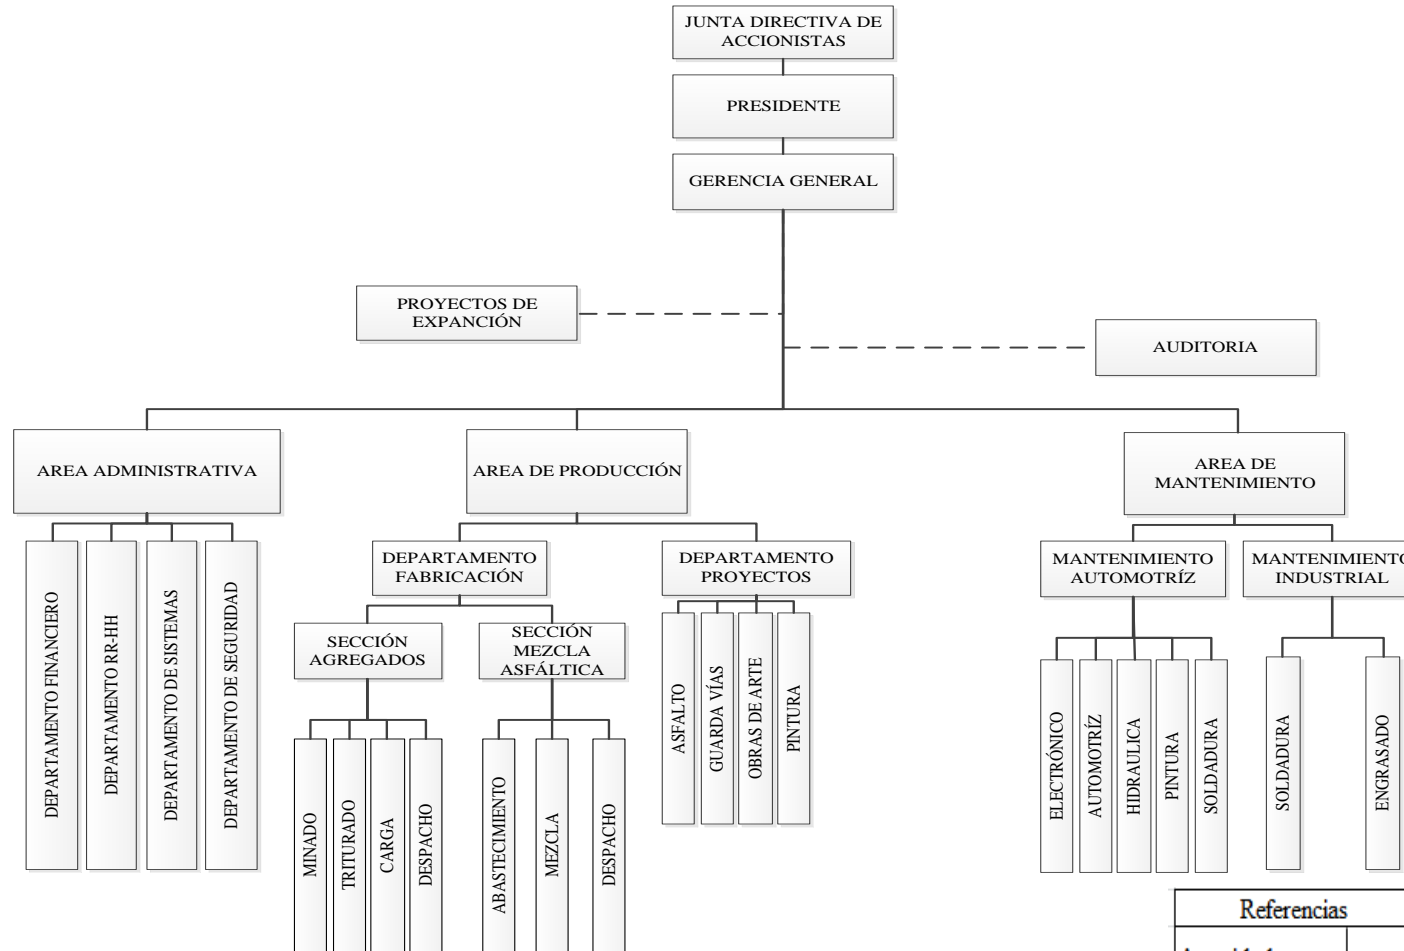 JUNTA DIRECTIVA DE
ACCIONISTAS
PRESIDENTE
GERENCIA GENERAL
PROYECTOS DE
EXPANCIÓN
AUDITORIA
AREA ADMINISTRATIVA
AREA DE PRODUCCIÓN
AREA DE
MANTENIMIENTO
DEPARTAMENTO FINANCIERO
DEPARTAMENTO RR-HH
DEPARTAMENTO DE SISTEMAS
DEPARTAMENTO DE SEGURIDAD
DEPARTAMENTO
FABRICACIÓN
DEPARTAMENTO
PROYECTOS
MANTENIMIENTO
AUTOMOTRÍZ
MANTENIMIENTO
INDUSTRIAL
SECCIÓN
AGREGADOS
SECCIÓN
MEZCLA
ASFÁLTICA
ASFALTO
GUARDA VÍAS
OBRAS DE ARTE
PINTURA
ELECTRÓNICO
AUTOMOTRÍZ
HIDRAULICA
PINTURA
SOLDADURA
SOLDADURA
ENGRASADO
MINADO
TRITURADO
CARGA
DESPACHO
ABASTECIMIENTO
MEZCLA
DESPACHO
Referencias